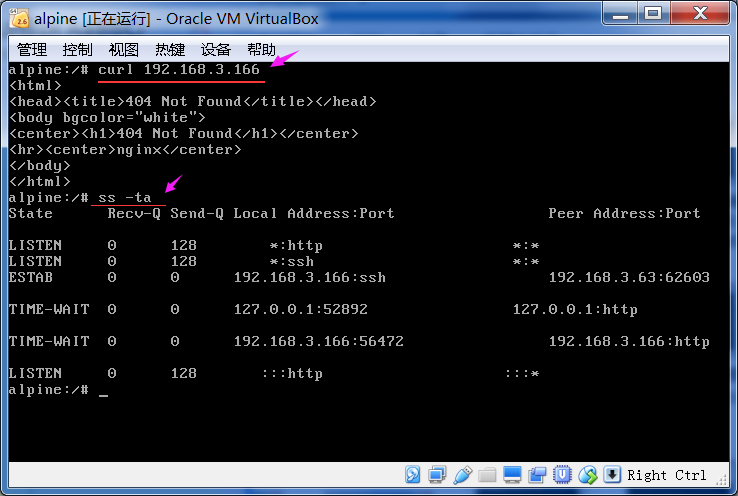 alpine [正在运行] - Oracle VM VirtualBox
管理 控制 视图 热键 设备 帮助
alpine:/# curl 192.168.3.166
<html>
<head><title>404 Not Found</title></head>
<body bgcolor="white">
<center><h1>404 Not Found</h1></center>
<hr><center>nginx</center>
</body>
</html>
alpine:/# ss -ta
State Recv-Q Send-Q Local Address:Port Peer Address:Port
LISTEN 0 128 *:http *:*
LISTEN 0 128 *:ssh *:*
ESTAB 0 0 192.168.3.166:ssh 192.168.3.63:62603
TIME-WAIT 0 0 127.0.0.1:52892 127.0.0.1:http
TIME-WAIT 0 0 192.168.3.166:56472 192.168.3.166:http
LISTEN 0 128 :::http :::*
alpine:/# _
Right Ctrl